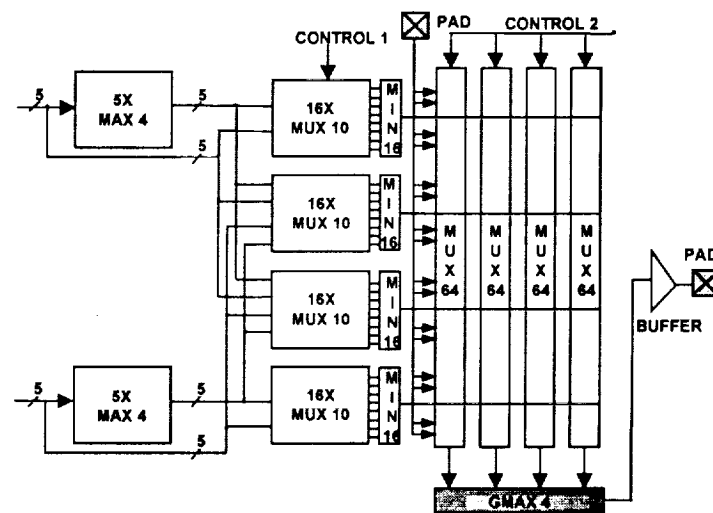 PAD
CONTROL 1
CONTROL 2
5
5X
MAX 4
5
5
16X
MUX 10
M
I
N
16
16X
MUX 10
M
I
N
16
M
U
X
64
M
U
X
64
M
U
X
64
M
U
X
64
PAD
BUFFER
16X
MUX 10
M
I
N
16
5
5X
MAX 4
5
5
16X
MUX 10
M
I
N
16
GMAX 4